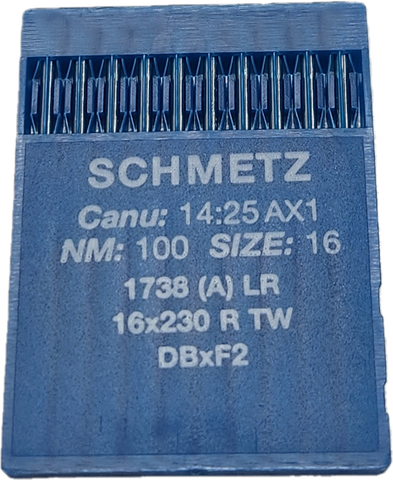 SCHMETZ
Canu: 14:25 AX1
NM: 100 SIZE: 16
1738 (A) LR
16x230 R TW
DBxF2